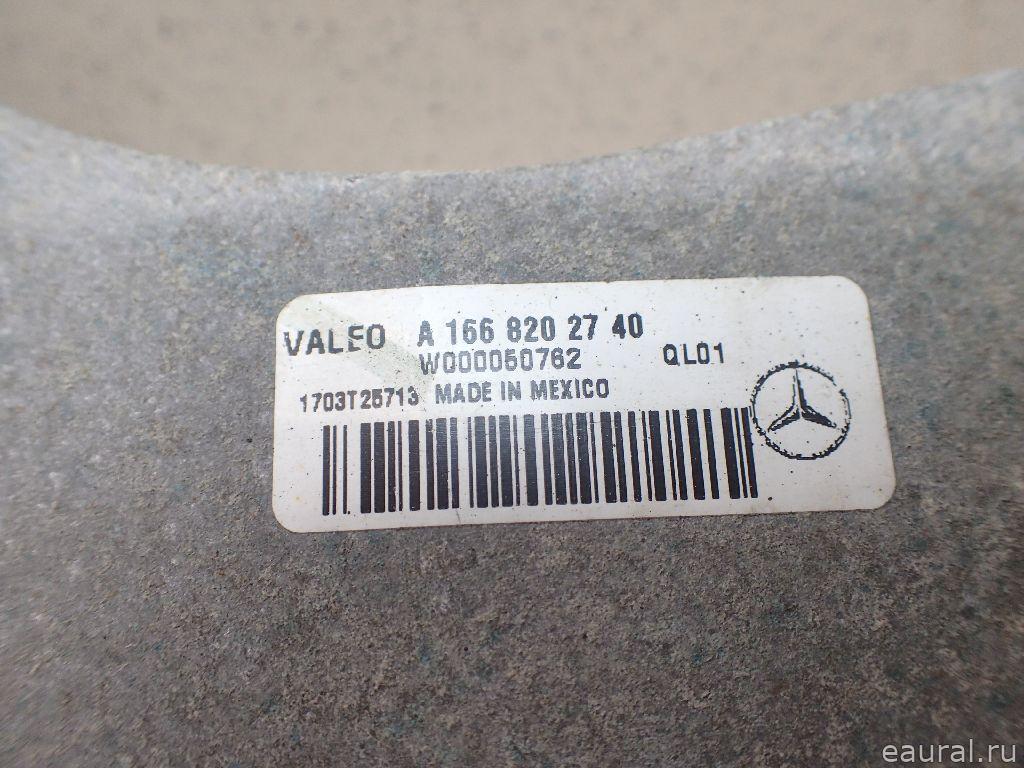 VALEO A 166 820 27 40
W000050762 QL01
1703T25713 MADE IN MEXICO
eaural.ru